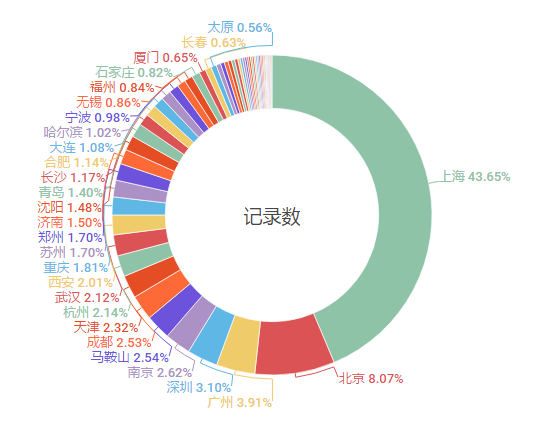 太原 0.56%
长春 0.63%
厦门 0.65%
石家庄 0.82%
福州 0.84%
无锡 0.86%
宁波 0.98%
哈尔滨 1.02%
大连 1.08%
合肥 1.14%
长沙 1.17%
青岛 1.40%
沈阳 1.48%
济南 1.50%
郑州 1.70%
苏州 1.70%
重庆 1.81%
西安 2.01%
武汉 2.12%
杭州 2.14%
天津 2.32%
成都 2.53%
马鞍山 2.54%
南京 2.62%
深圳 3.10%
广州 3.91%
北京 8.07%
上海 43.65%
记录数